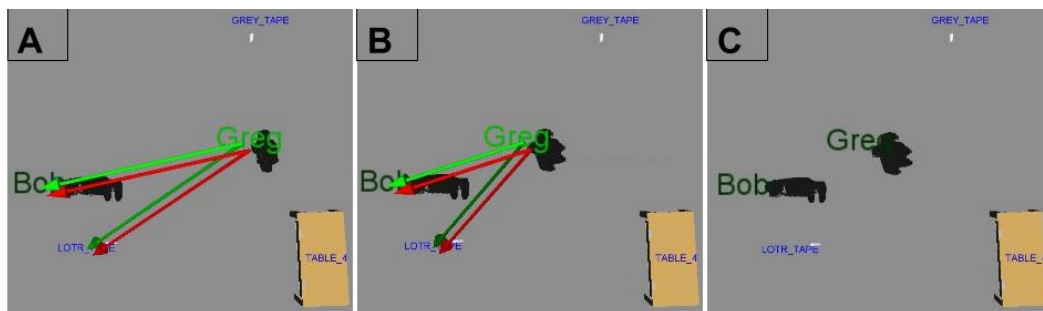 A
GREY_TAPE
Greg
Bob
LOTR_TAPE
TABLE_4
B
GREY_TAPE
Greg
Bob
LOTR_TAPE
TABLE_4
C
GREY_TAPE
Greg
Bob
LOTR_TAPE
TABLE_4